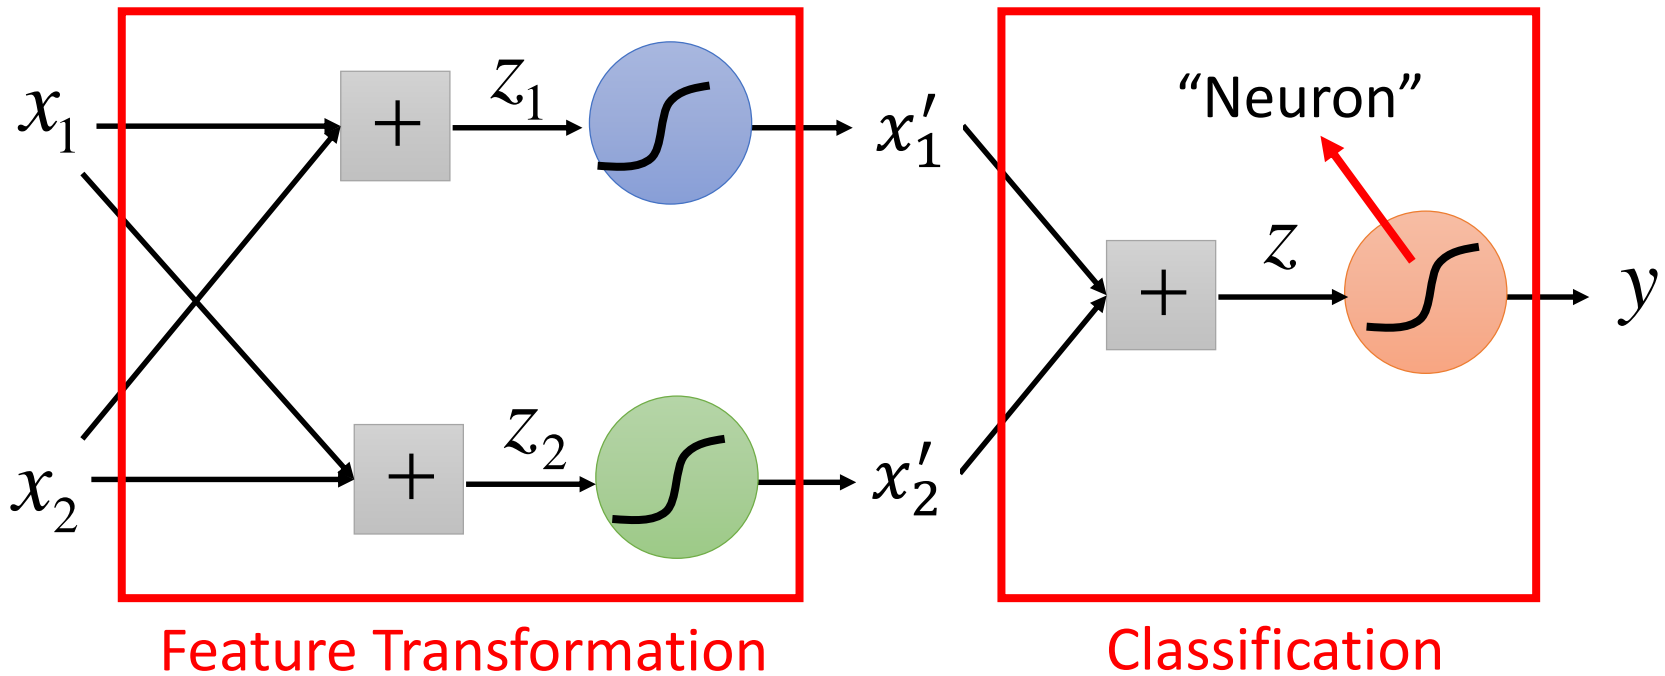 x₁
+
z₁
x′₁
“Neuron”
+
z
y
x₂
+
z₂
x′₂
Feature Transformation
Classification